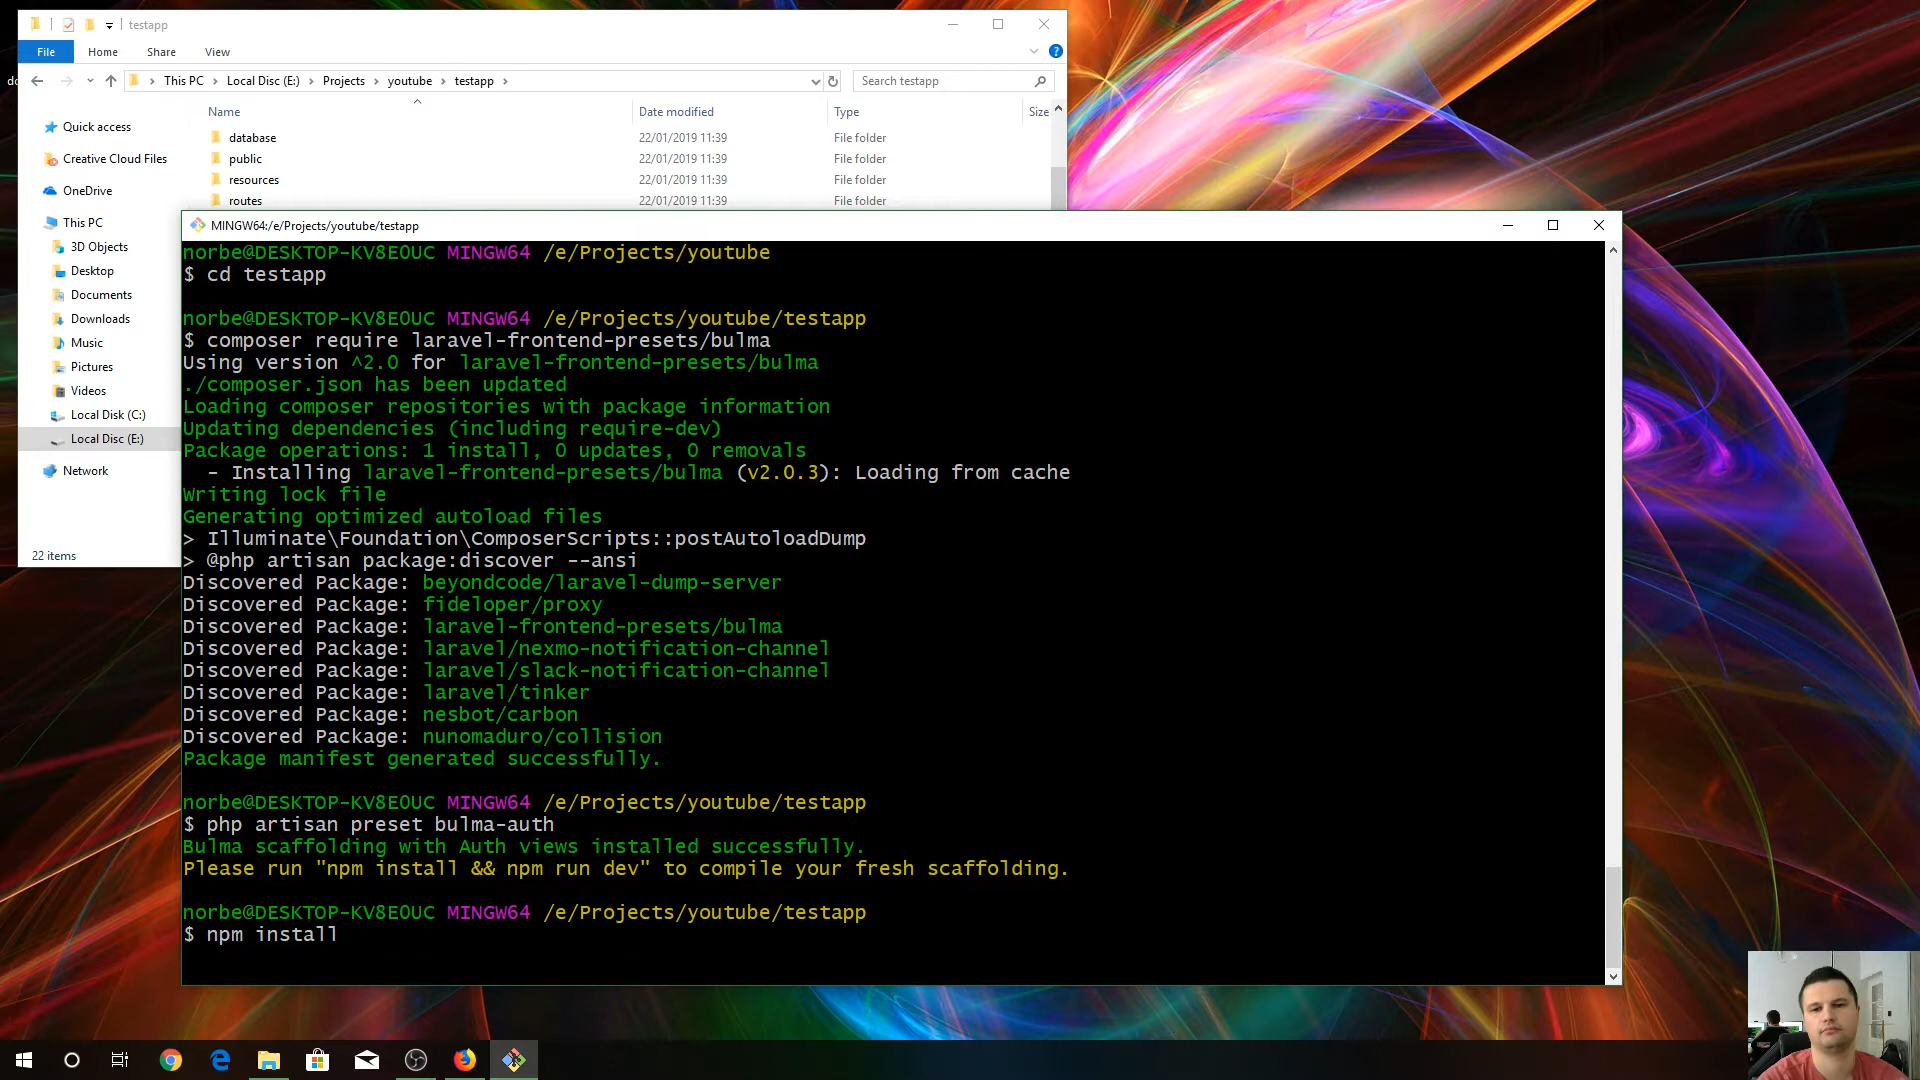 testapp
File Home Share View
This PC Local Disc (E:) Projects youtube testapp
Search testapp
Name Date modified Type Size
database 22/01/2019 11:39 File folder
public 22/01/2019 11:39 File folder
resources 22/01/2019 11:39 File folder
routes 22/01/2019 11:39 File folder
Quick access
Creative Cloud Files
OneDrive
This PC
3D Objects
Desktop
Documents
Downloads
Music
Pictures
Videos
Local Disk (C:)
Local Disc (E:)
Network
22 items
MINGW64:/e/Projects/youtube/testapp
norbe@DESKTOP-KV8E0UC MINGW64 /e/Projects/youtube
$ cd testapp
norbe@DESKTOP-KV8E0UC MINGW64 /e/Projects/youtube/testapp
$ composer require laravel-frontend-presets/bulma
Using version ^2.0 for laravel-frontend-presets/bulma
./composer.json has been updated
Loading composer repositories with package information
Updating dependencies (including require-dev)
Package operations: 1 install, 0 updates, 0 removals
- Installing laravel-frontend-presets/bulma (v2.0.3): Loading from cache
Writing lock file
Generating optimized autoload files
> Illuminate\Foundation\ComposerScripts::postAutoloadDump
> @php artisan package:discover --ansi
Discovered Package: beyondcode/laravel-dump-server
Discovered Package: fideloper/proxy
Discovered Package: laravel-frontend-presets/bulma
Discovered Package: laravel/nexmo-notification-channel
Discovered Package: laravel/slack-notification-channel
Discovered Package: laravel/tinker
Discovered Package: nesbot/carbon
Discovered Package: nunomaduro/collision
Package manifest generated successfully.
norbe@DESKTOP-KV8E0UC MINGW64 /e/Projects/youtube/testapp
$ php artisan preset bulma-auth
Bulma scaffolding with Auth views installed successfully.
Please run "npm install && npm run dev" to compile your fresh scaffolding.
norbe@DESKTOP-KV8E0UC MINGW64 /e/Projects/youtube/testapp
$ npm install